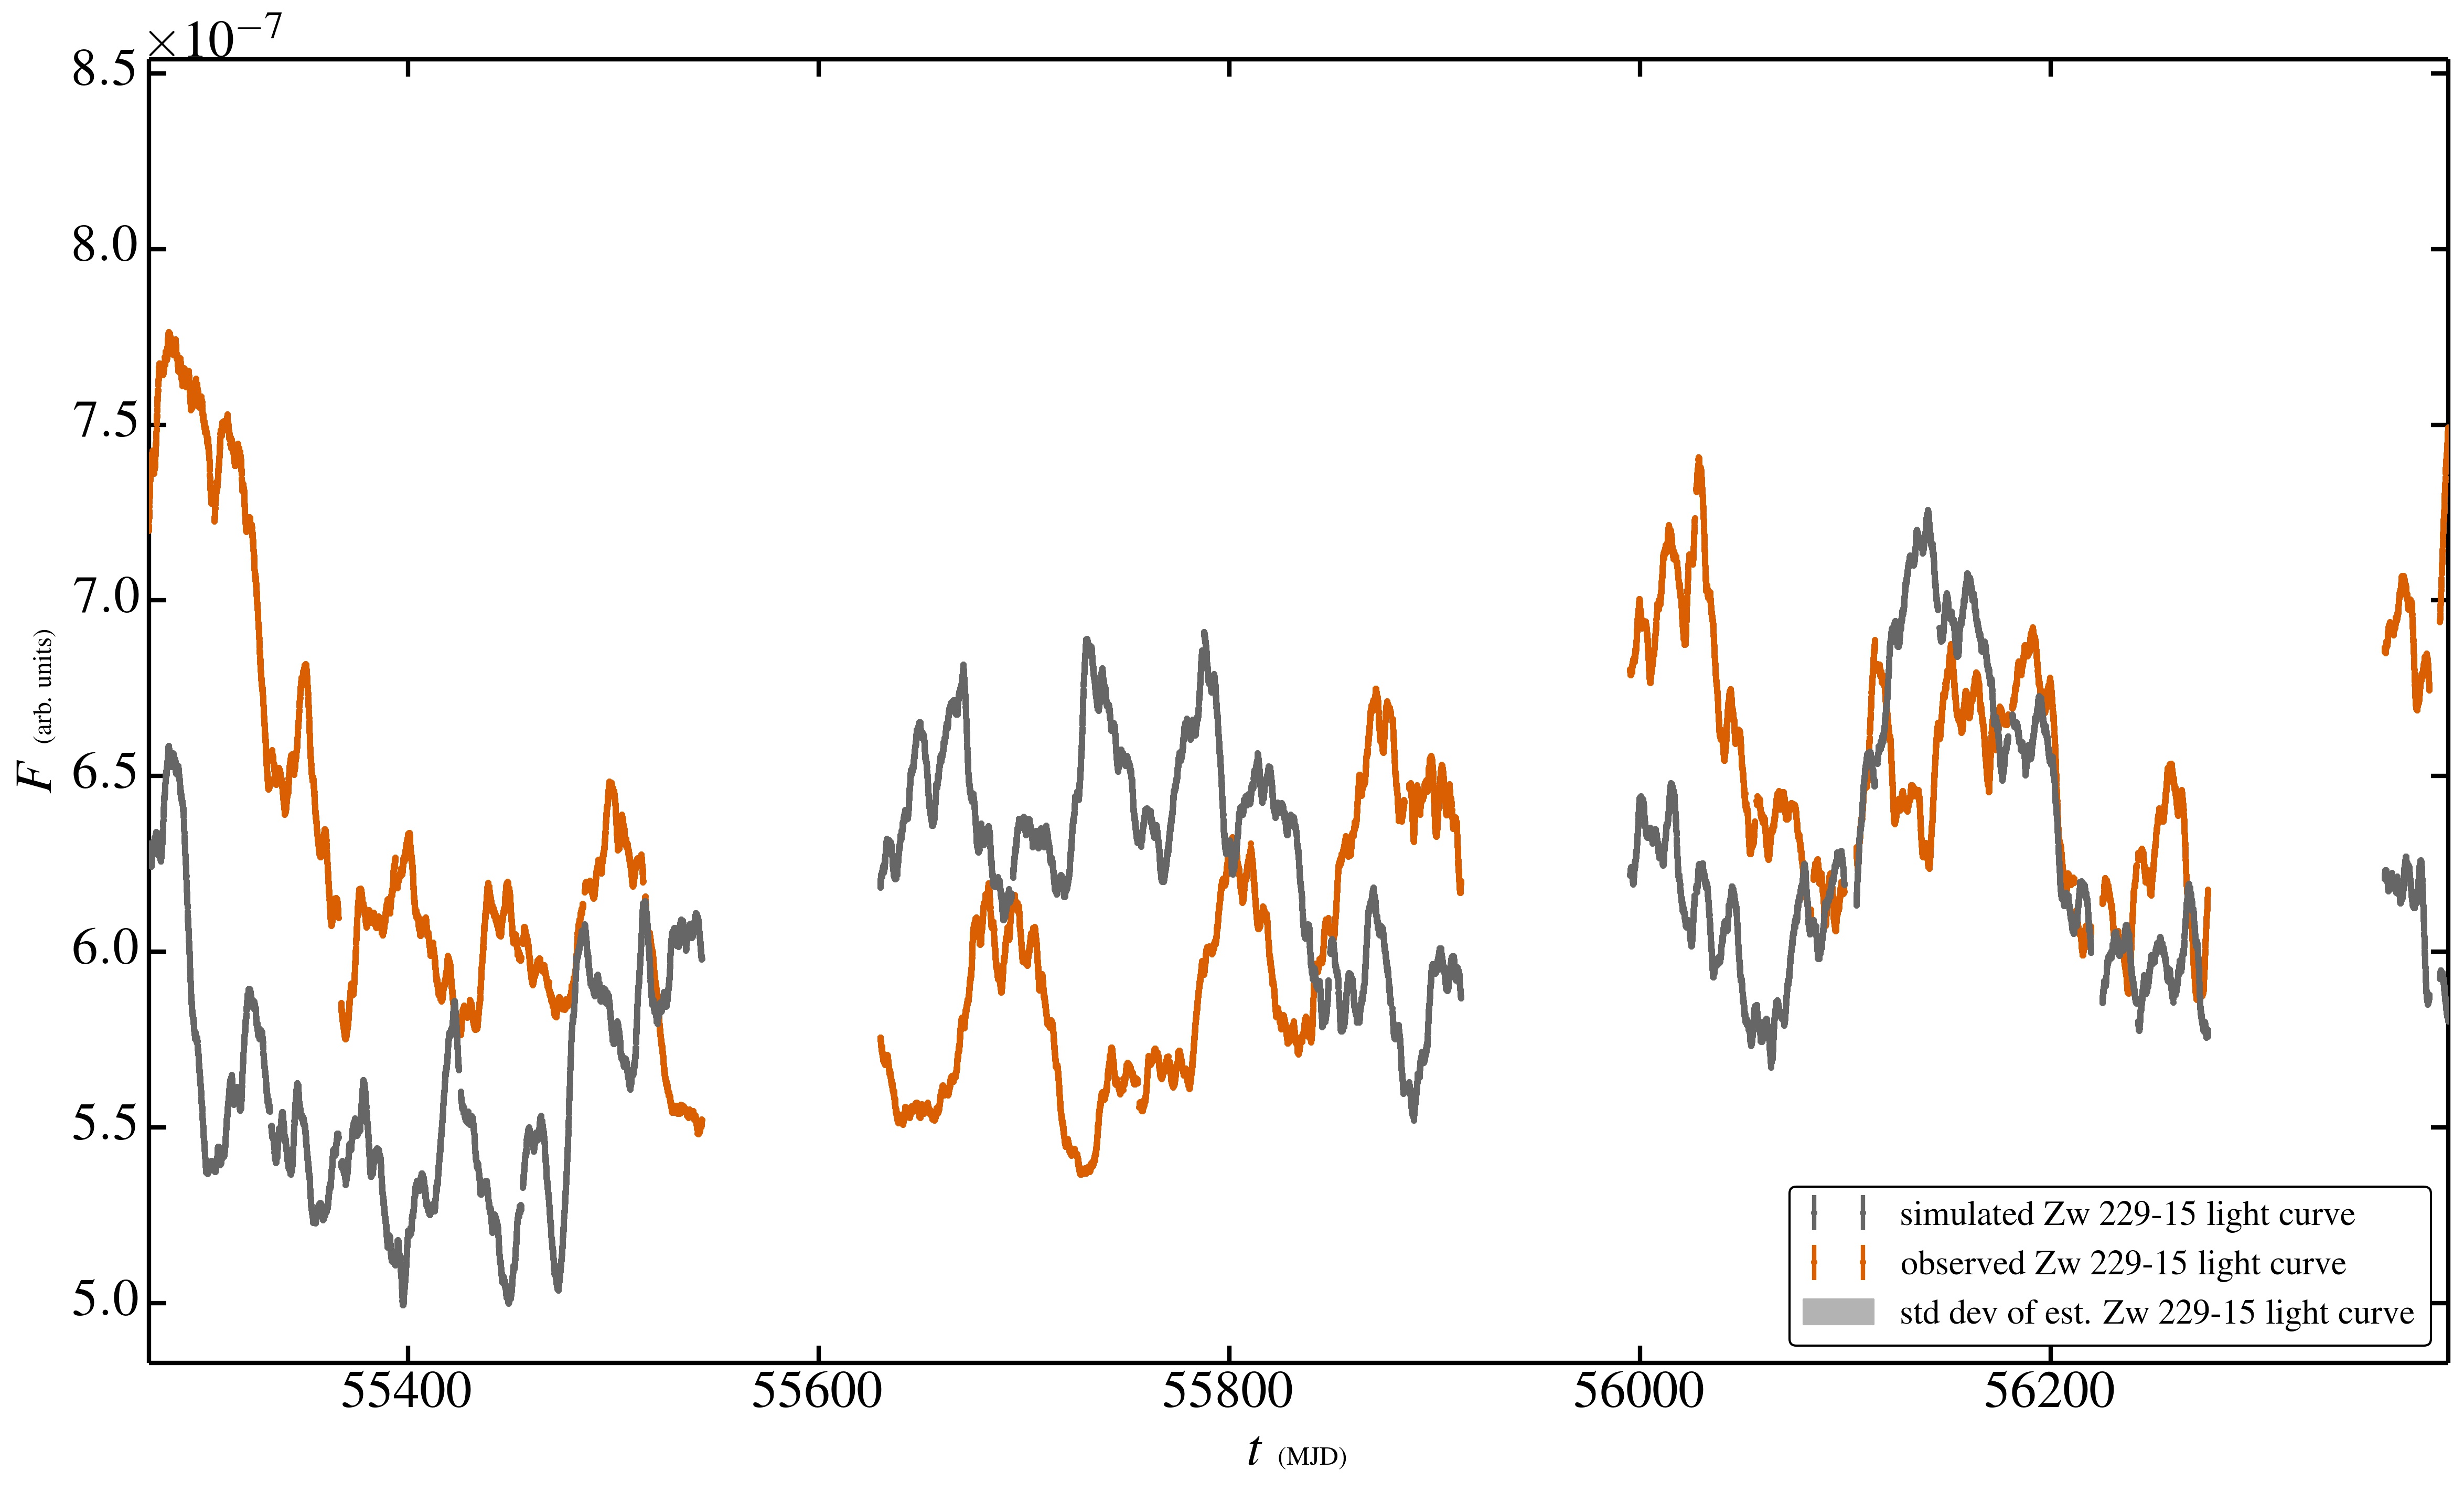 ×10−7
8.5
8.0
7.5
7.0
6.5
6.0
5.5
5.0
F (arb. units)
simulated Zw 229-15 light curve
observed Zw 229-15 light curve
std dev of est. Zw 229-15 light curve
55400 55600 55800 56000 56200
t (MJD)